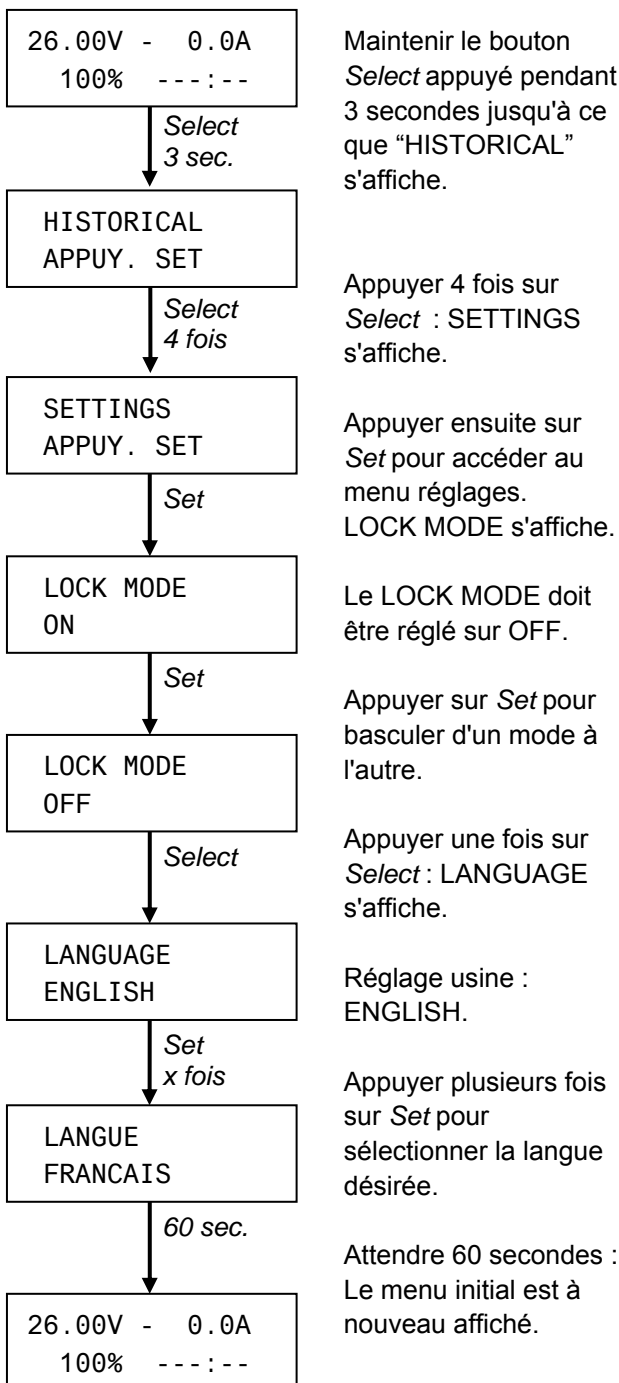 26.00V - 0.0A
100% ---:--
Select
3 sec.
HISTORICAL
APPUY. SET
Select
4 fois
SETTINGS
APPUY. SET
Set
LOCK MODE
ON
Set
LOCK MODE
OFF
Select
LANGUAGE
ENGLISH
Set
x fois
LANGUE
FRANCAIS
60 sec.
26.00V - 0.0A
100% ---:--
Maintenir le bouton
Select appuyé pendant
3 secondes jusqu'à ce
que “HISTORICAL”
s'affiche.
Appuyer 4 fois sur
Select : SETTINGS
s'affiche.
Appuyer ensuite sur
Set pour accéder au
menu réglages.
LOCK MODE s'affiche.
Le LOCK MODE doit
être réglé sur OFF.
Appuyer sur Set pour
basculer d'un mode à
l'autre.
Appuyer une fois sur
Select : LANGUAGE
s'affiche.
Réglage usine :
ENGLISH.
Appuyer plusieurs fois
sur Set pour
sélectionner la langue
désirée.
Attendre 60 secondes :
Le menu initial est à
nouveau affiché.